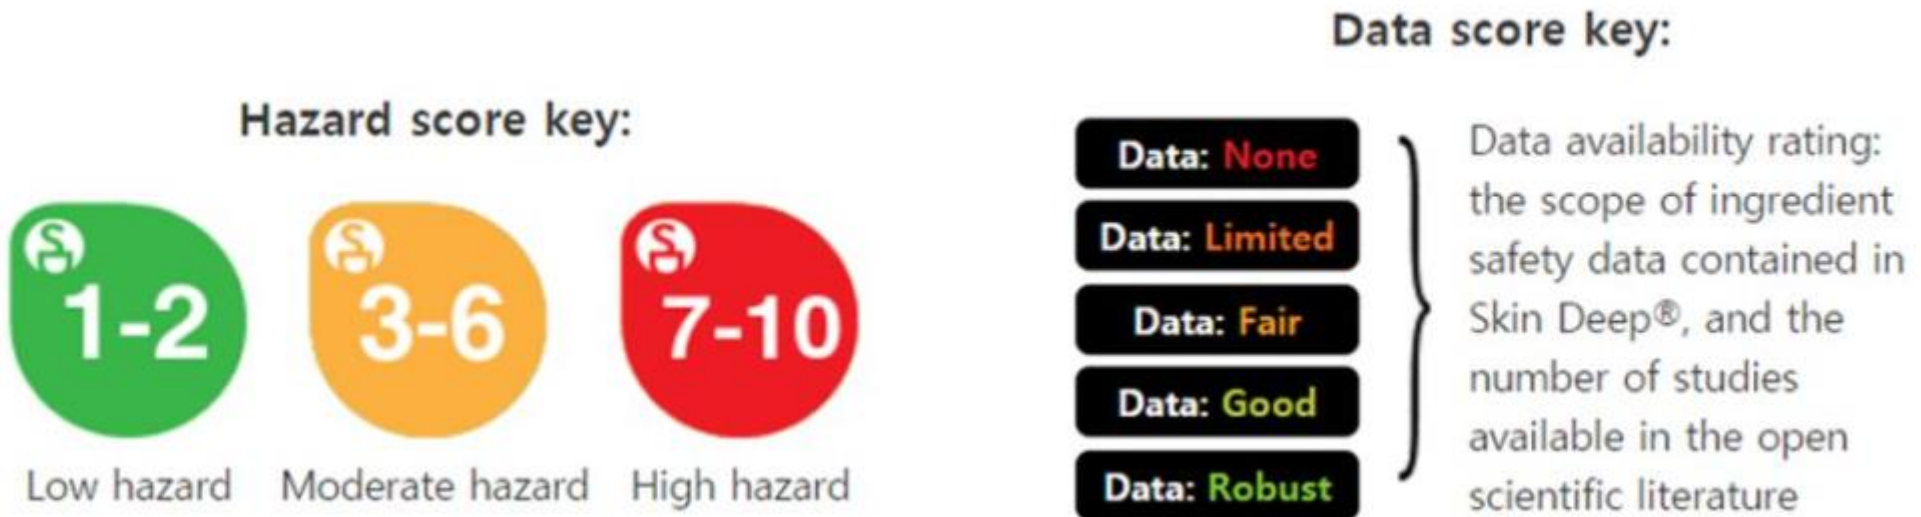 Hazard score key:
1-2
3-6
7-10
Low hazard
Moderate hazard
High hazard
Data score key:
Data: None
Data: Limited
Data: Fair
Data: Good
Data: Robust
Data availability rating:
the scope of ingredient
safety data contained in
Skin Deep®, and the
number of studies
available in the open
scientific literature